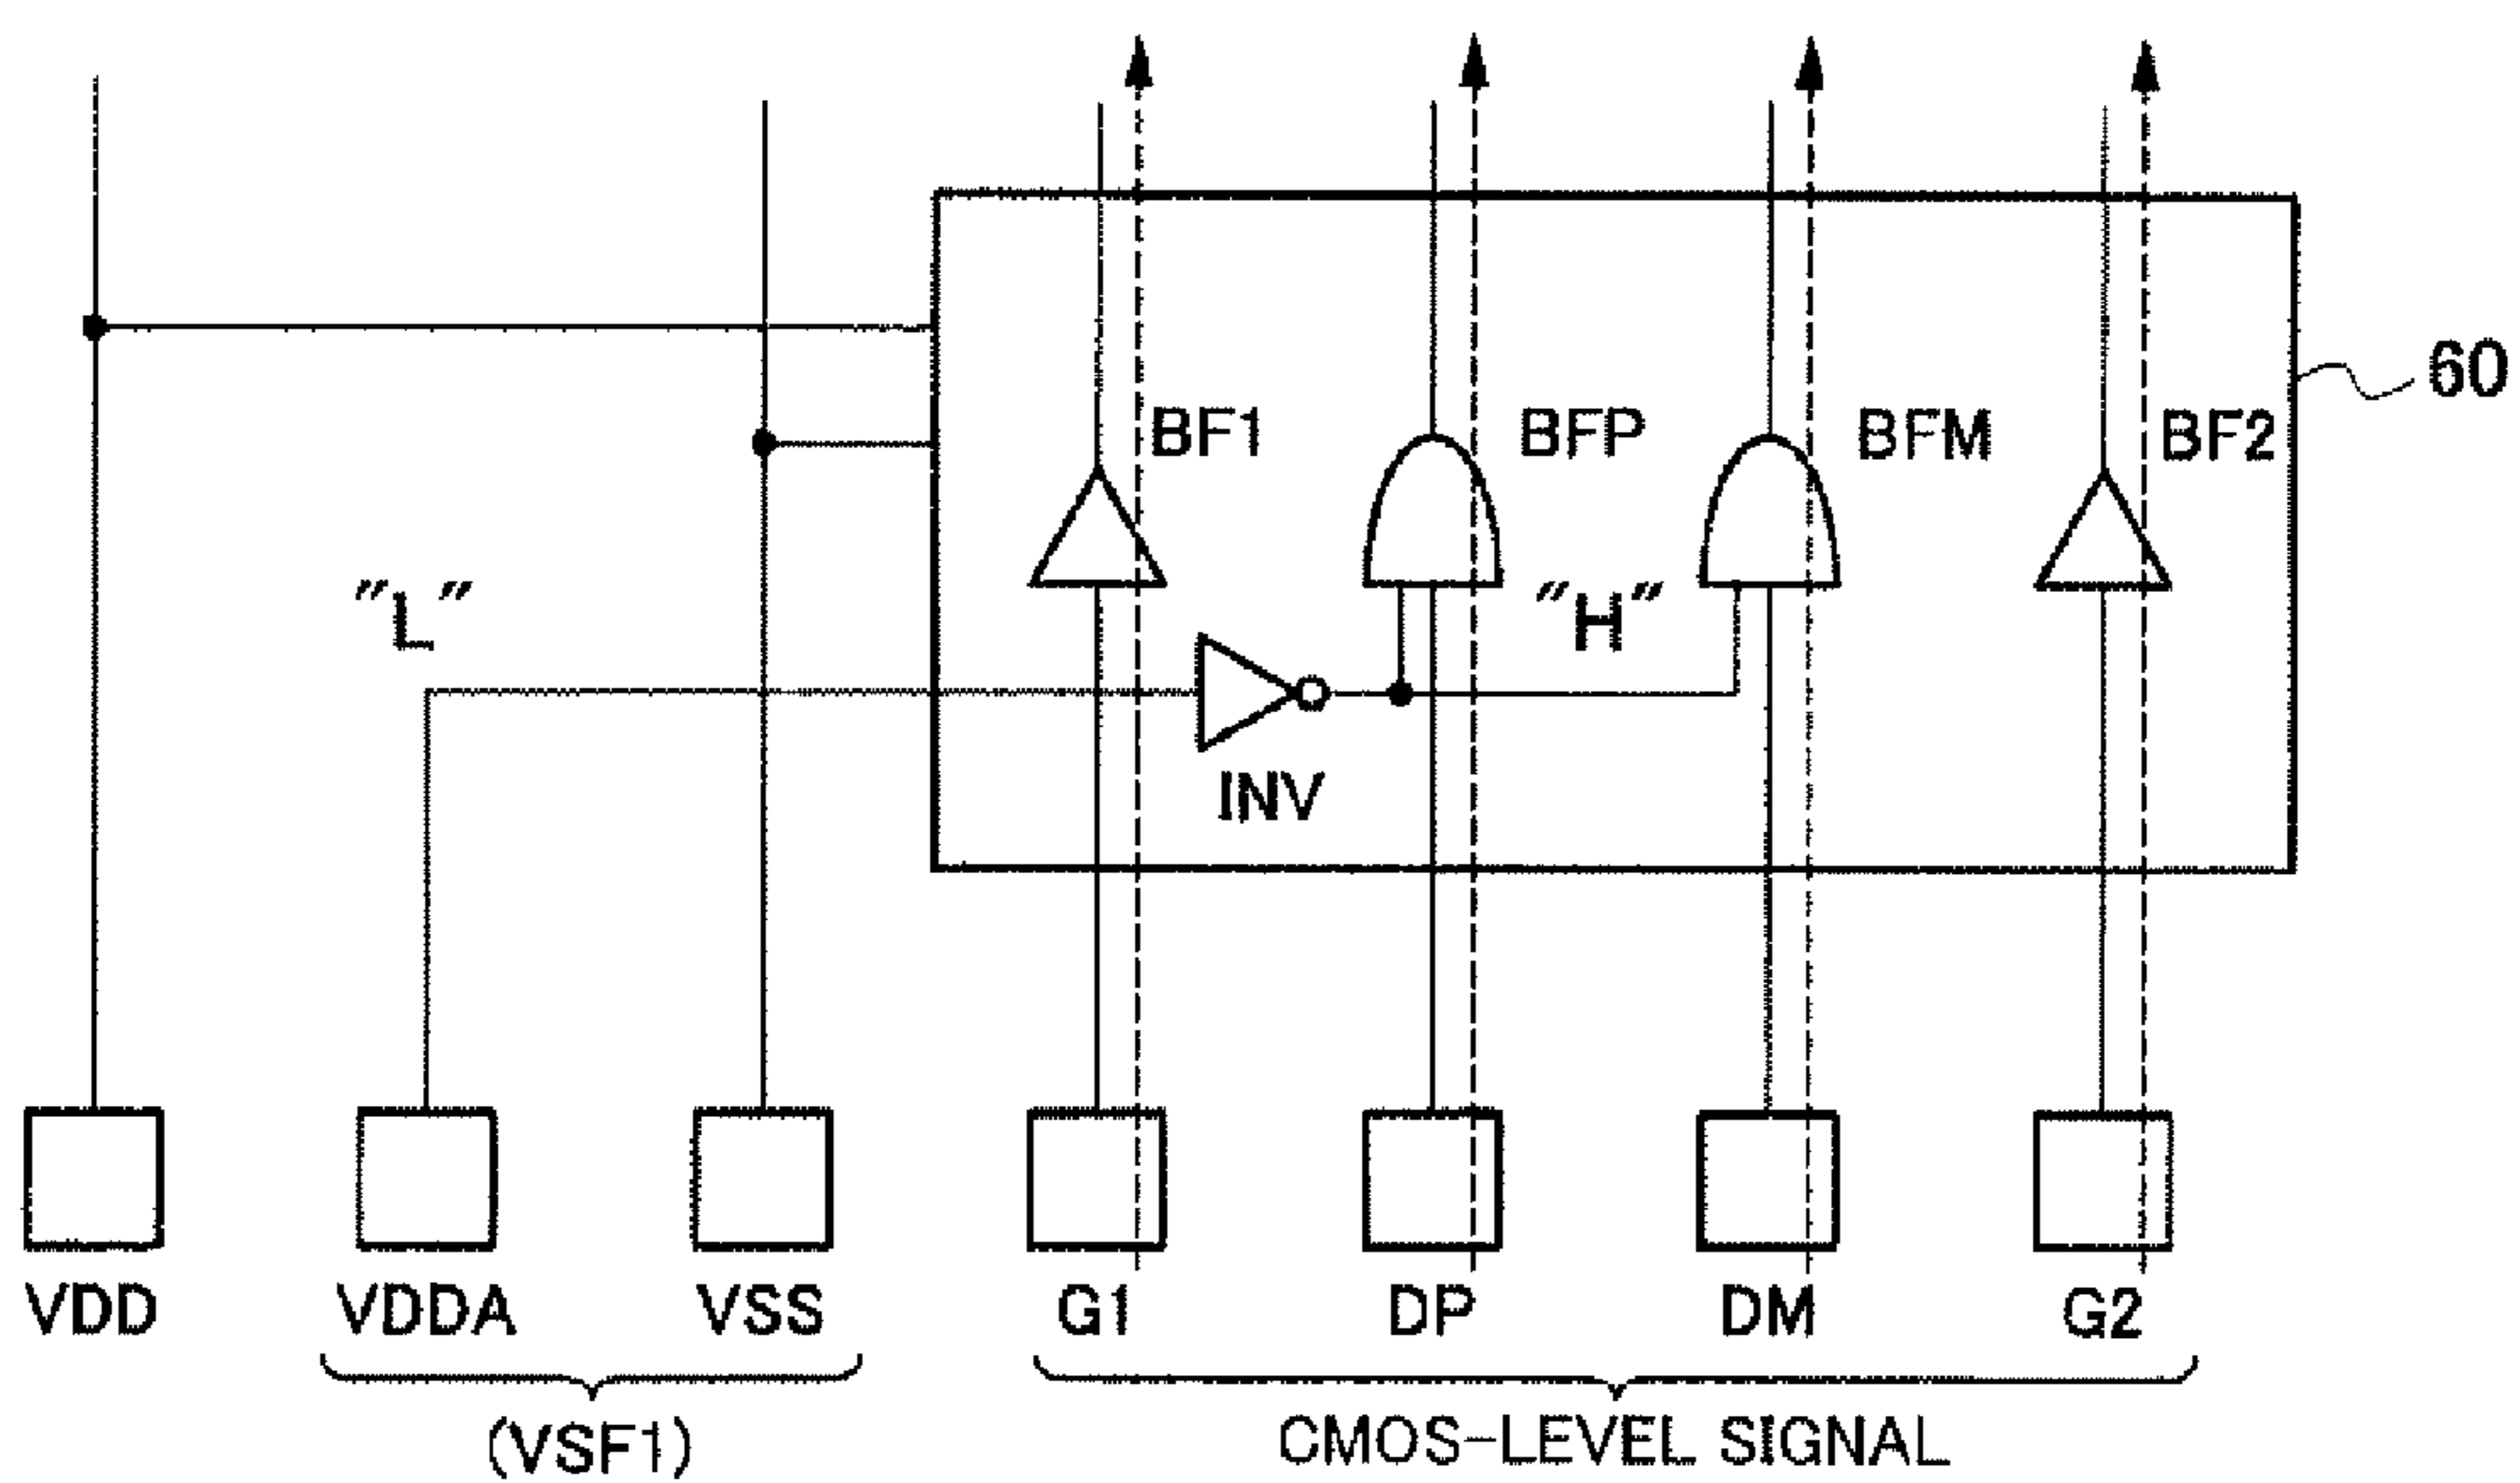 60
BF1 BFP BFM BF2
"L" "H"
INV
VDD VDDA VSS G1 DP DM G2
(VSF1) CMOS-LEVEL SIGNAL